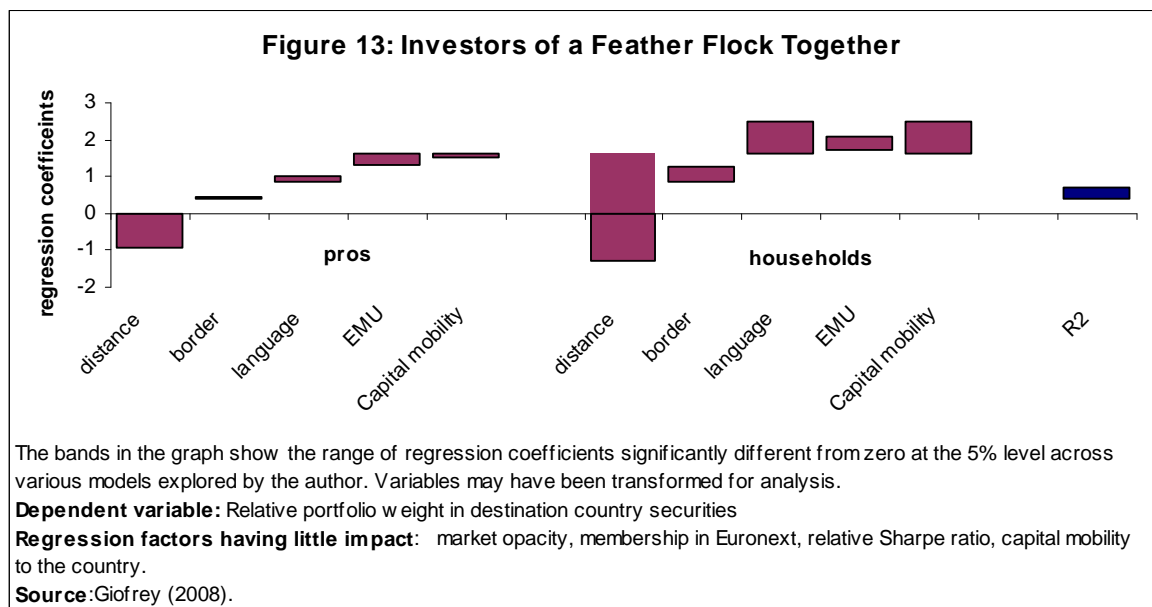 Figure 13: Investors of a Feather Flock Together
3
2
1
0
-1
-2
regression coefficeints
pros
households
distance
border
language
EMU
Capital mobility
distance
border
language
EMU
Capital mobility
R2
The bands in the graph show the range of regression coefficients significantly different from zero at the 5% level across
various models explored by the author. Variables may have been transformed for analysis.
Dependent variable: Relative portfolio weight in destination country securities
Regression factors having little impact: market opacity, membership in Euronext, relative Sharpe ratio, capital mobility
to the country.
Source:Giofrey (2008).